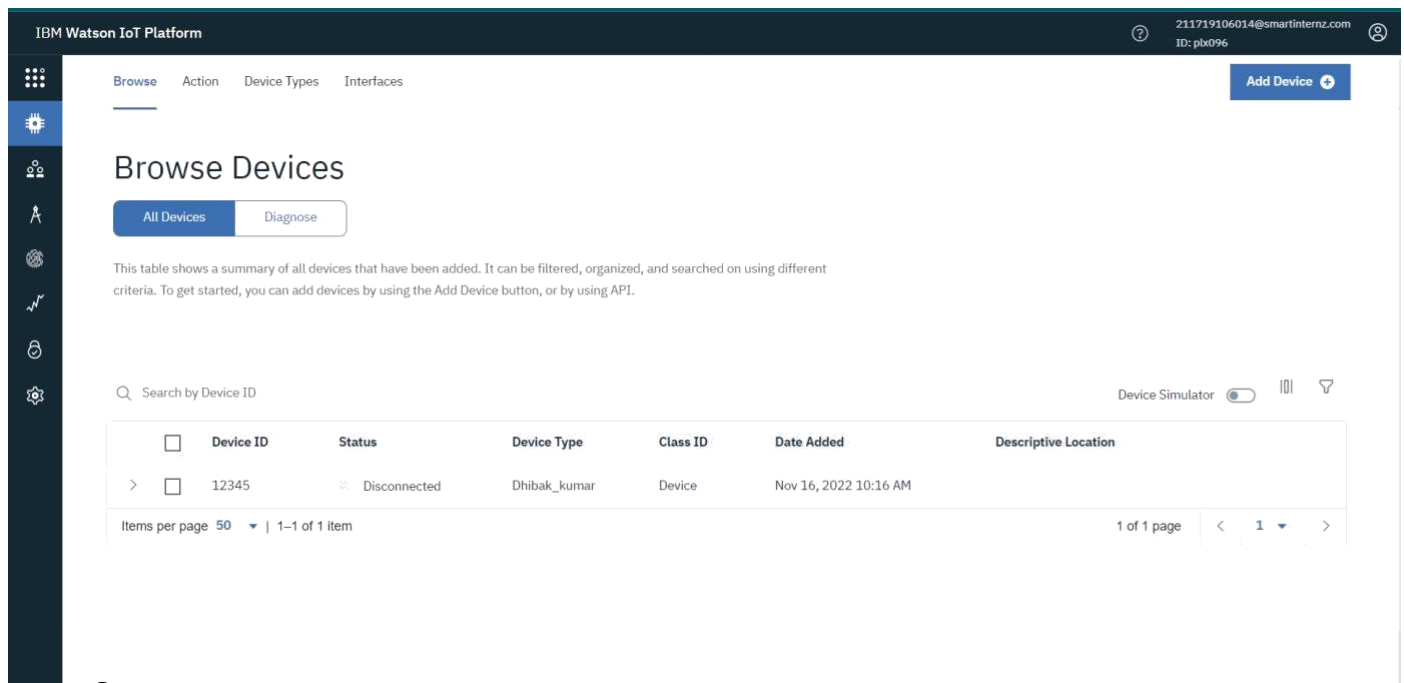 IBM Watson IoT Platform
211719106014@smartinternz.com
ID: plx096
Browse Action Device Types Interfaces
Add Device
Browse Devices
All Devices Diagnose
This table shows a summary of all devices that have been added. It can be filtered, organized, and searched on using different
criteria. To get started, you can add devices by using the Add Device button, or by using API.
Search by Device ID
Device Simulator
Device ID Status Device Type Class ID Date Added Descriptive Location
12345 Disconnected Dhibak_kumar Device Nov 16, 2022 10:16 AM
Items per page 50 | 1–1 of 1 item
1 of 1 page < 1 >